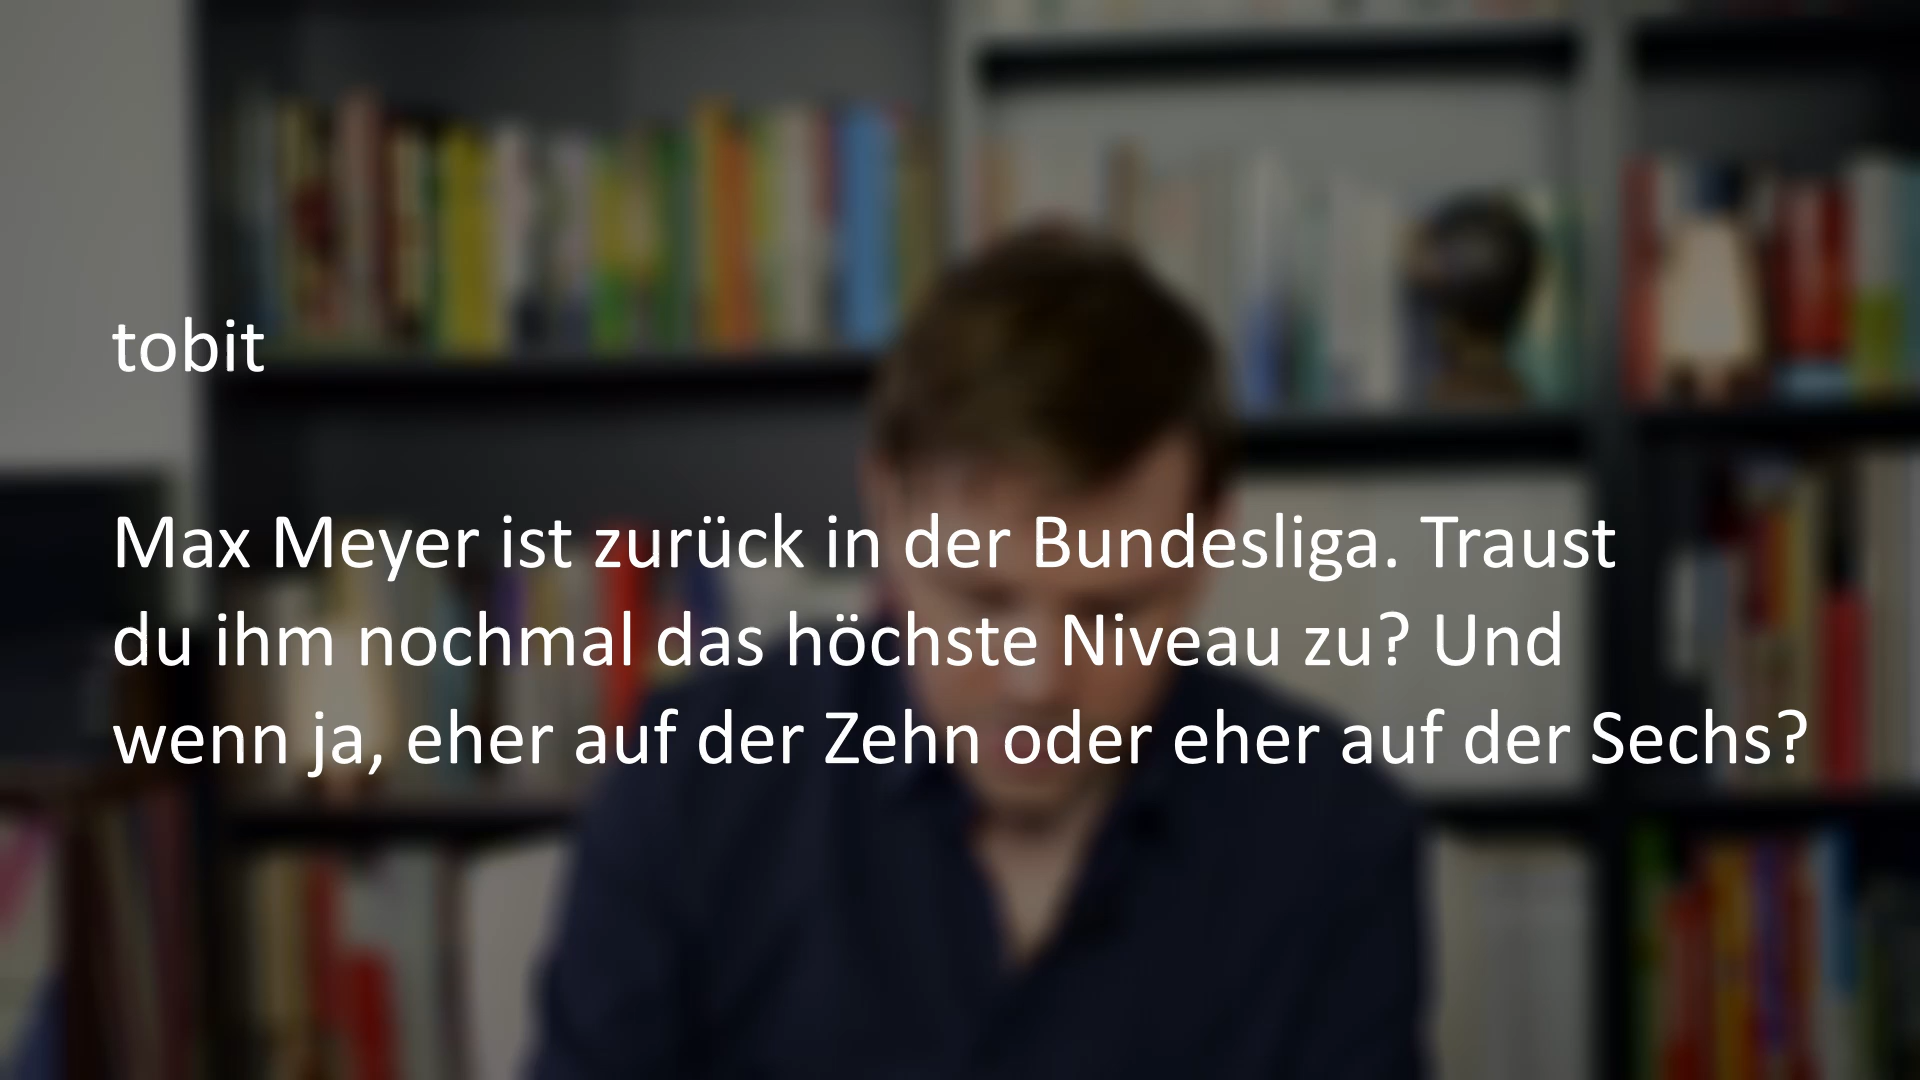 tobit
Max Meyer ist zurück in der Bundesliga. Traust
du ihm nochmal das höchste Niveau zu? Und
wenn ja, eher auf der Zehn oder eher auf der Sechs?